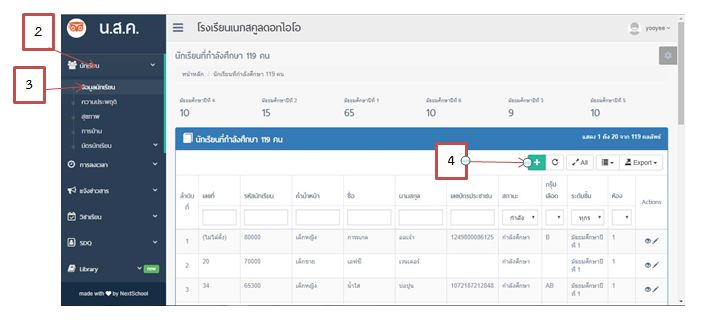 น.ส.ค.
โรงเรียนเนกสคูลดอทไอโอ
yooyee
2
นักเรียน
3
ข้อมูลนักเรียน
ความประพฤติ
สุขภาพ
การบ้าน
บัตรนักเรียน
การลงเวลา
แจ้งข่าวสาร
วิชาเรียน
SDQ
Library new
made with by NextSchool
นักเรียนที่กำลังศึกษา 119 คน
หน้าหลัก / นักเรียนที่กำลังศึกษา 119 คน
มัธยมศึกษาปีที่ 4 มัธยมศึกษาปีที่ 2 มัธยมศึกษาปีที่ 1 มัธยมศึกษาปีที่ 6 มัธยมศึกษาปีที่ 3 มัธยมศึกษาปีที่ 5
10 15 65 10 9 10
นักเรียนที่กำลังศึกษา 119 คน แสดง 1 ถึง 20 จาก 119 ผลลัพธ์
4
All Export
ลำดับที่ เลขที่ รหัสนักเรียน คำนำหน้า ชื่อ นามสกุล เลขบัตรประชาชน สถานะ กรุ๊ปเลือด ระดับชั้น ห้อง Actions
กำลัง ทุกร
1 (ไม่ได้ตั้ง) 80000 เด็กหญิง การะเกด ออเจ้า 1249800086125 กำลังศึกษา B มัธยมศึกษาปีที่ 1 1
2 20 70000 เด็กชาย เอฟซี เวนเดอร์ กำลังศึกษา มัธยมศึกษาปีที่ 1 1
3 34 65300 เด็กหญิง น้ำใส 1072187212848 กำลังศึกษา AB มัธยมศึกษาปีที่ 1 1